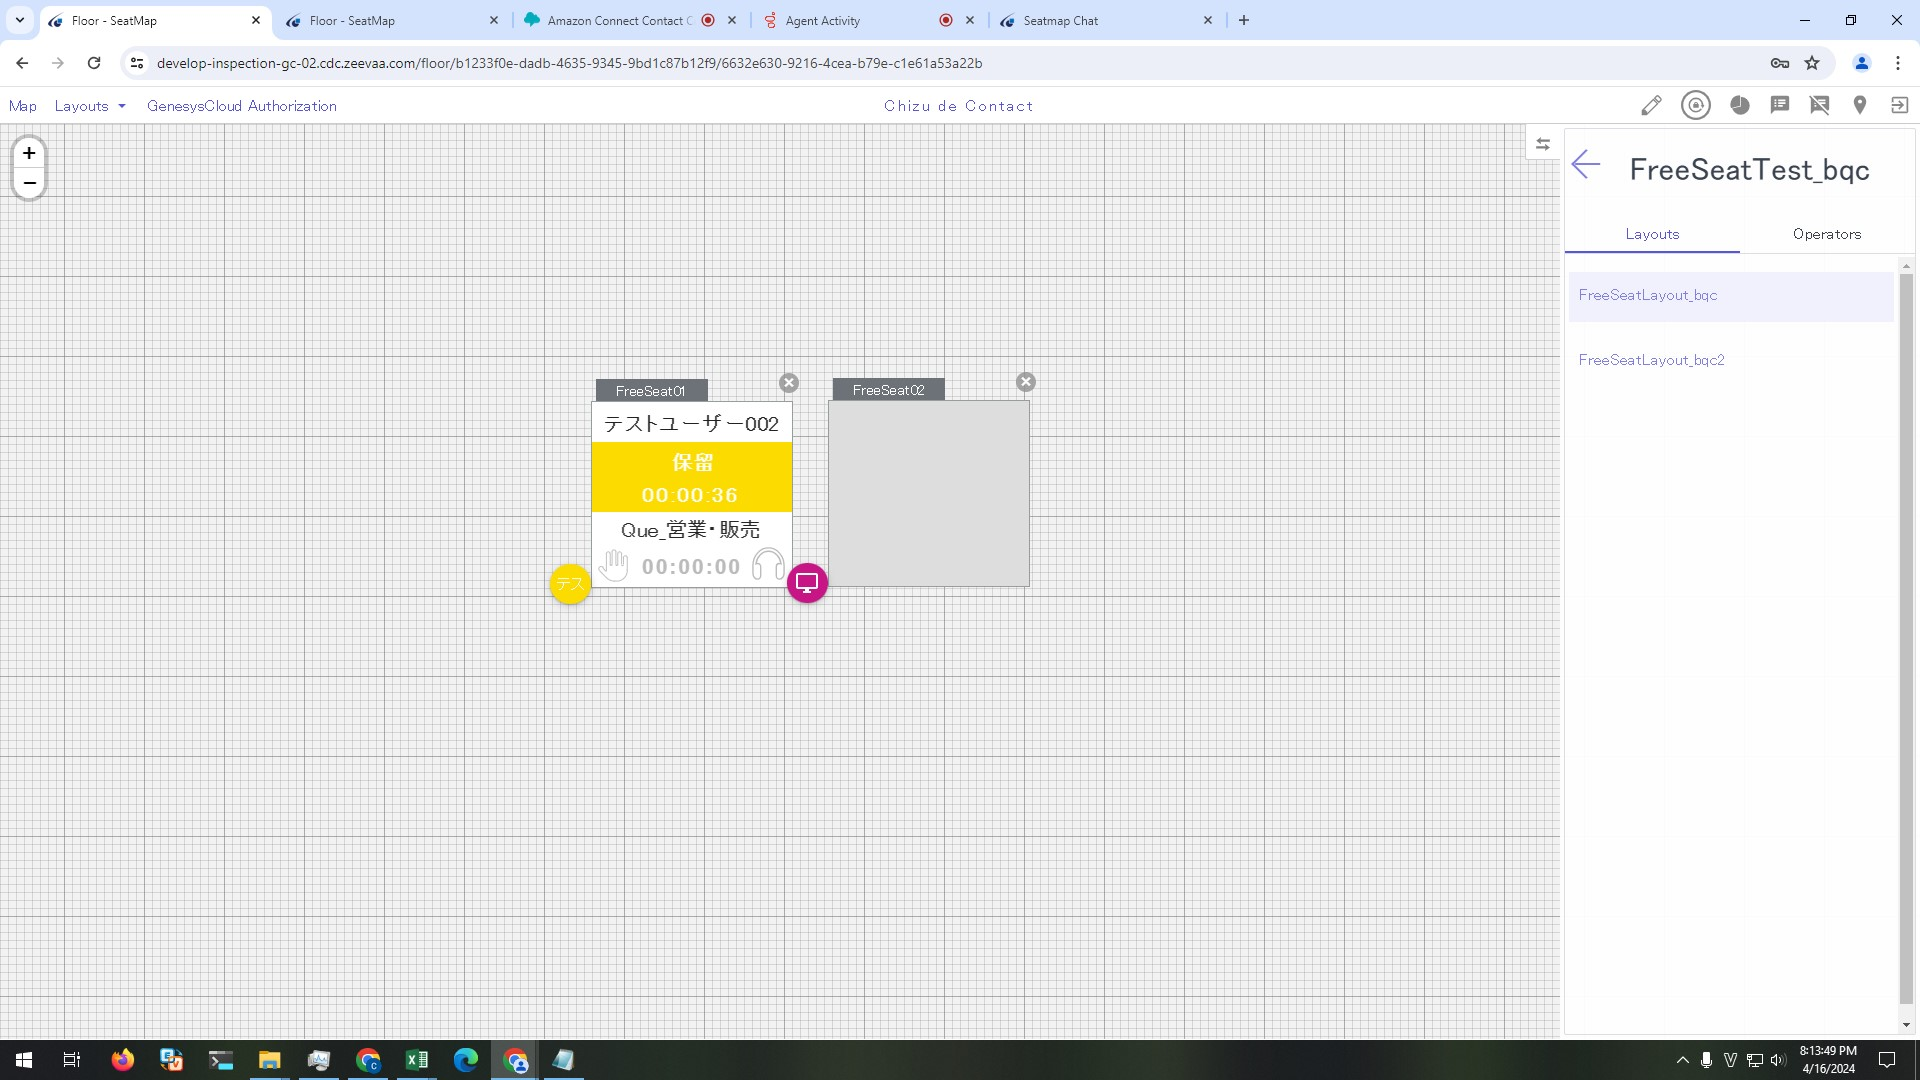 Floor - SeatMap
Floor - SeatMap
Amazon Connect Contact C
Agent Activity
Seatmap Chat
develop-inspection-gc-02.cdc.zeevaa.com/floor/b1233f0e-dadb-4635-9345-9bd1c87b12f9/6632e630-9216-4cea-b79e-c1e61a53a22b
Map
Layouts
GenesysCloud Authorization
Chizu de Contact
+
−
FreeSeatTest_bqc
Layouts
Operators
FreeSeatLayout_bqc
FreeSeatLayout_bqc2
FreeSeat01
テストユーザー002
保留
00:00:36
Que_営業・販売
00:00:00
テス
FreeSeat02
8:13:49 PM
4/16/2024